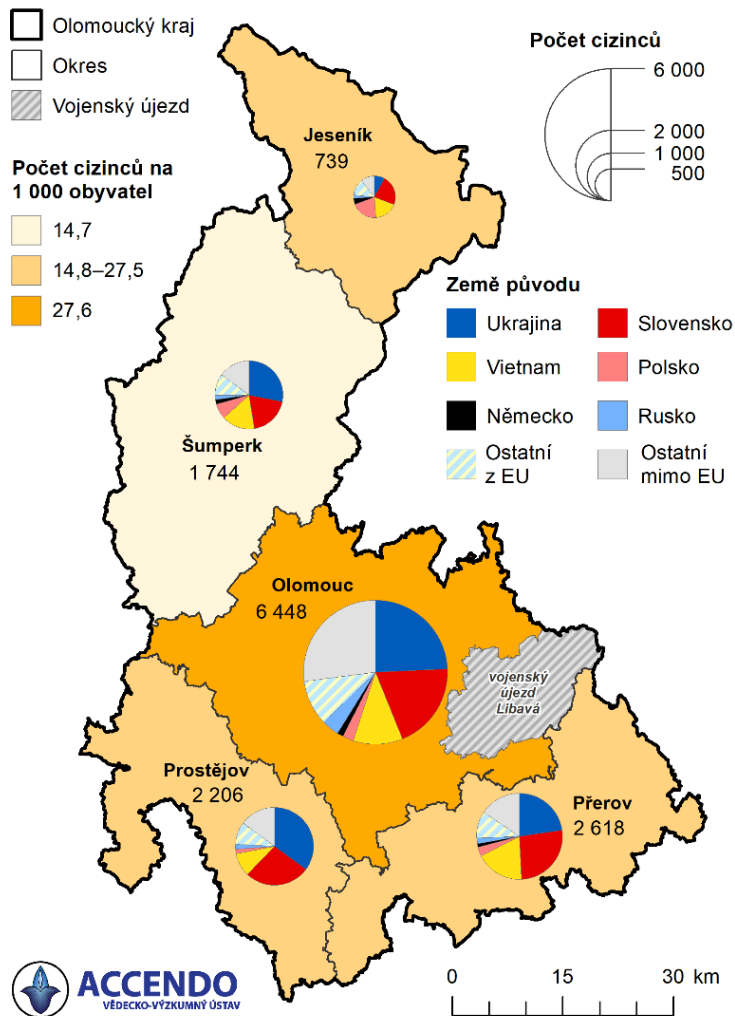 Olomoucký kraj
Okres
Vojenský újezd
Počet cizinců na
1 000 obyvatel
14,7
14,8–27,5
27,6
Počet cizinců
6 000
2 000
1 000
500
Země původu
Ukrajina
Slovensko
Vietnam
Polsko
Německo
Rusko
Ostatní
z EU
Ostatní
mimo EU
Jeseník
739
Šumperk
1 744
Olomouc
6 448
vojenský
újezd
Libavá
Prostějov
2 206
Přerov
2 618
ACCENDO
VĚDECKO-VÝZKUMNÝ ÚSTAV
0 15 30 km